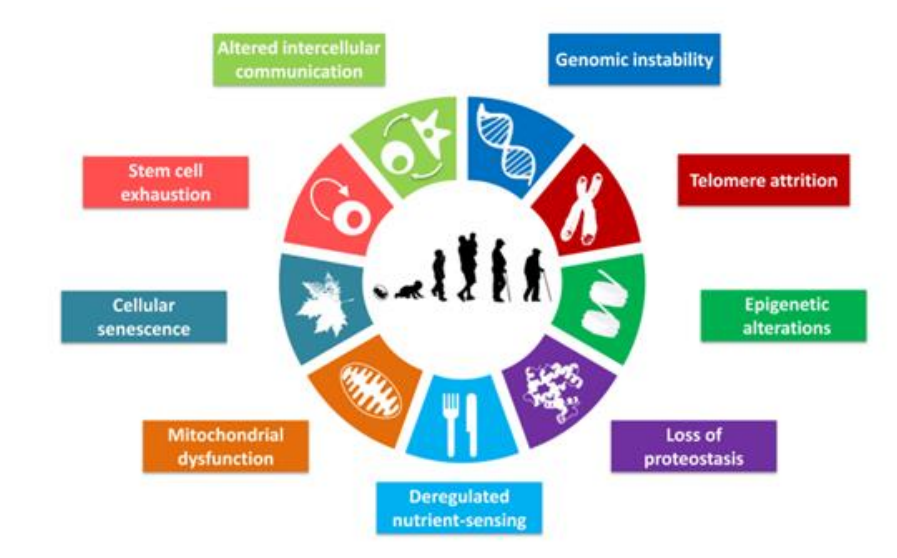 Altered intercellular
communication
Genomic instability
Stem cell
exhaustion
Telomere attrition
Cellular
senescence
Epigenetic
alterations
Mitochondrial
dysfunction
Loss of
proteostasis
Deregulated
nutrient-sensing